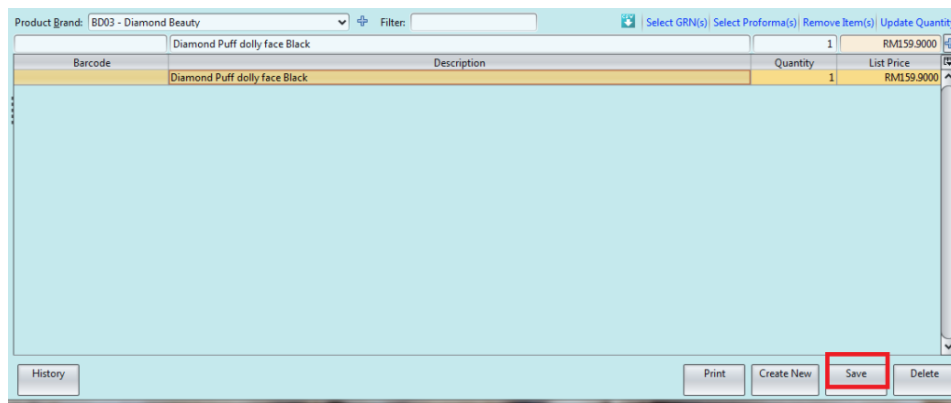 Product Brand: BD03 - Diamond Beauty Filter: Select GRN(s) Select Proforma(s) Remove Item(s) Update Quantity
Diamond Puff dolly face Black 1 RM159.9000
Barcode Description Quantity List Price
Diamond Puff dolly face Black 1 RM159.9000
History Print Create New Save Delete